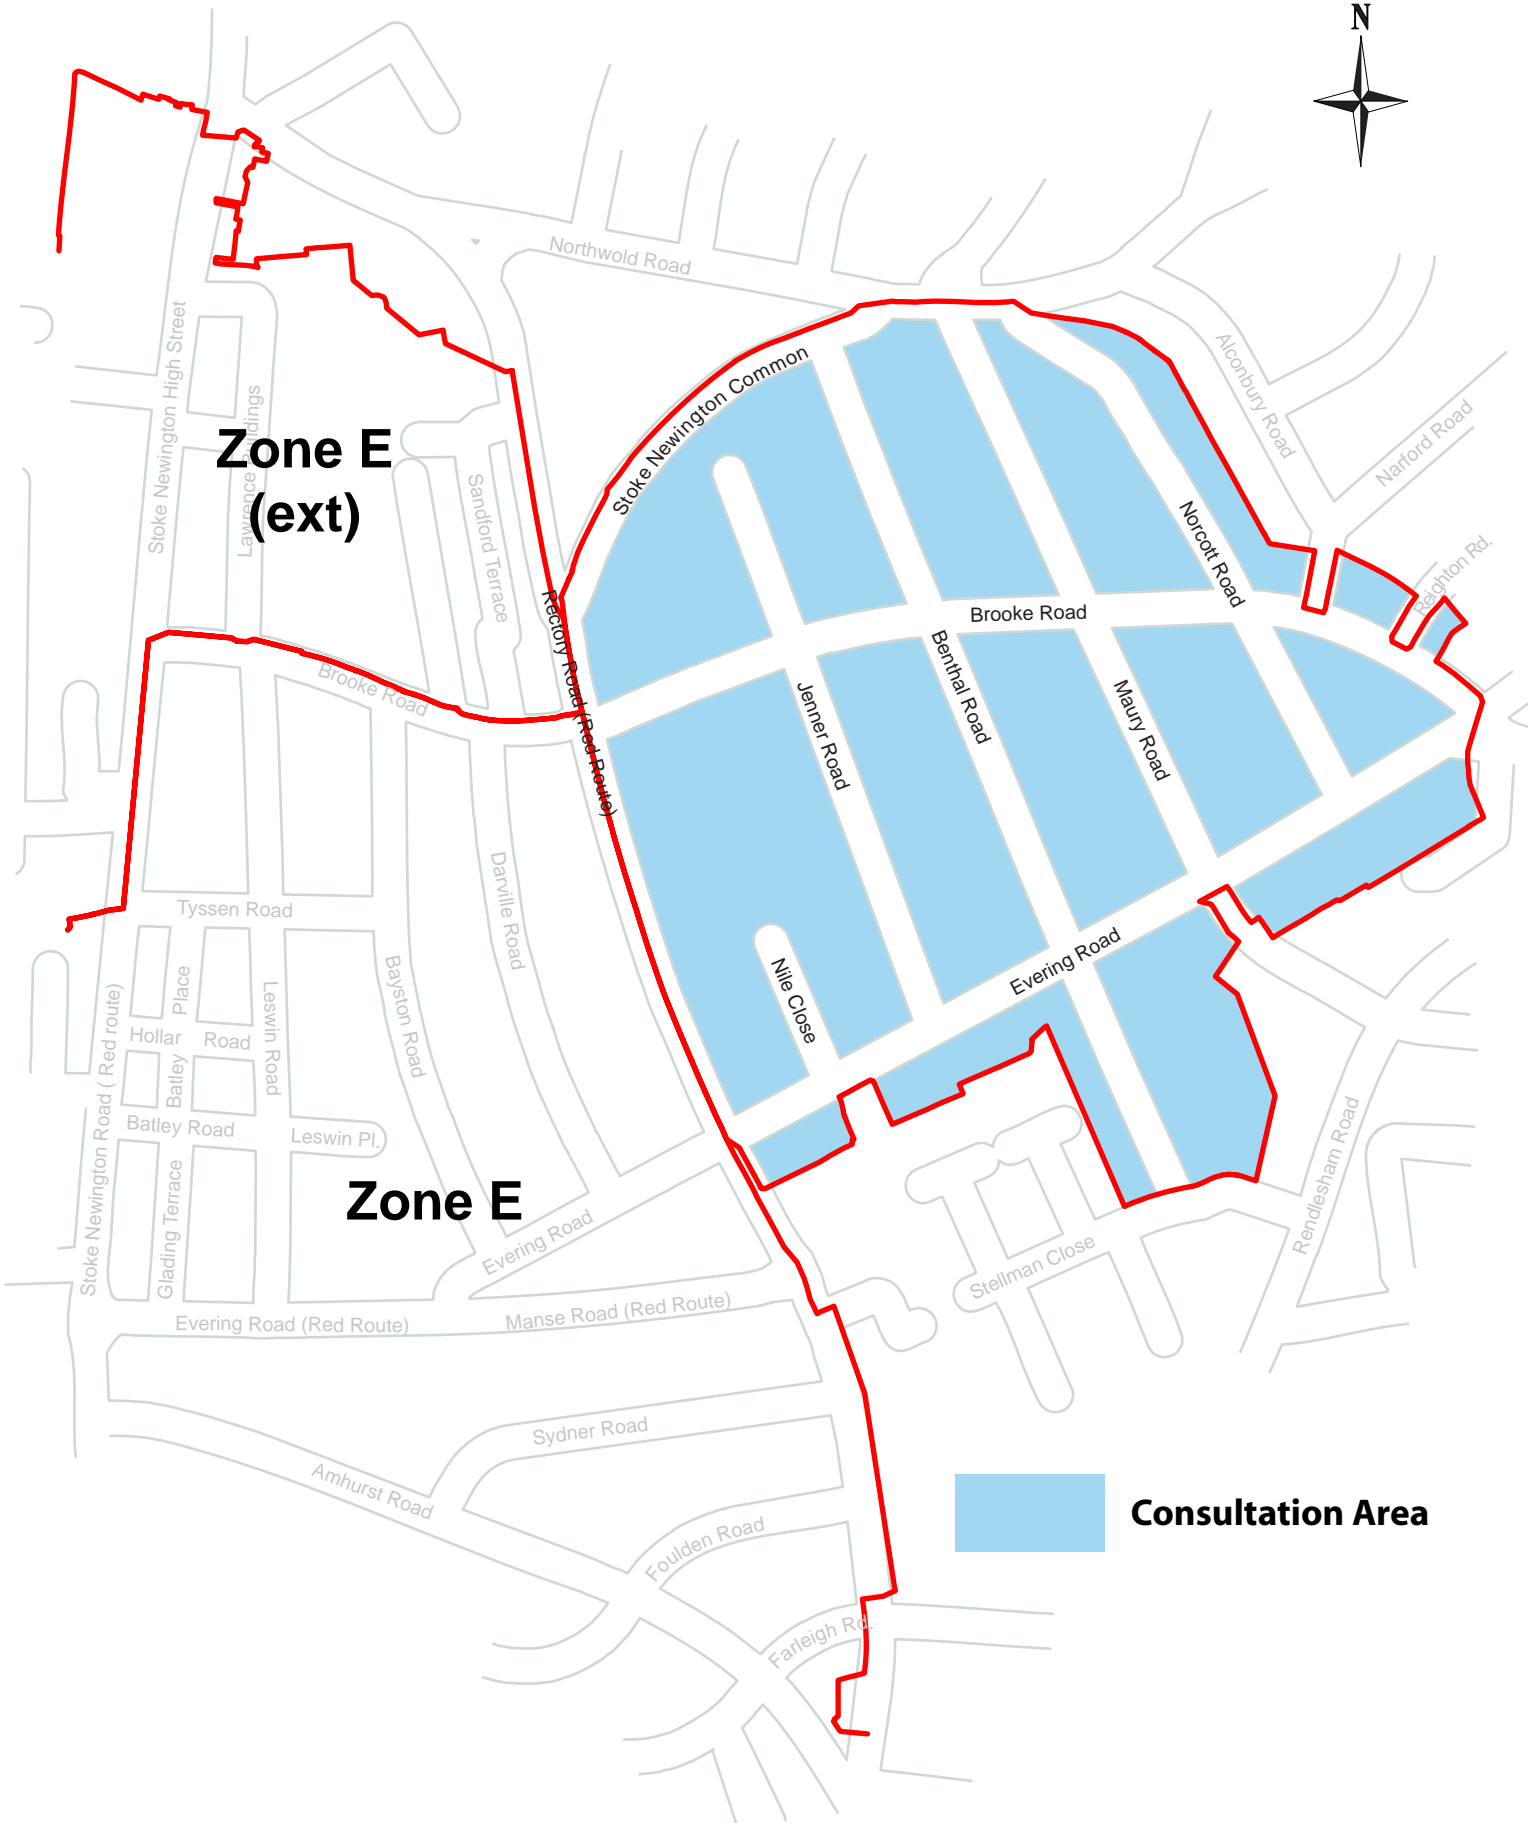 N
Northwold Road
Stoke Newington High Street
Lawrence Buildings
Zone E
(ext)
Sandford Terrace
Stoke Newington Common
Alconbury Road
Narford Road
Reighton Rd.
Norcott Road
Brooke Road
Rectory Road (Red Route)
Brooke Road
Jenner Road
Benthal Road
Maury Road
Darville Road
Tyssen Road
Bayston Road
Nile Close
Evering Road
Stoke Newington Road ( Red route)
Batley Place
Hollar Road
Leswin Road
Batley Road
Leswin Pl.
Glading Terrace
Zone E
Evering Road
Stellman Close
Rendlesham Road
Evering Road (Red Route)
Manse Road (Red Route)
Sydner Road
Amhurst Road
Foulden Road
Farleigh Rd.
Consultation Area